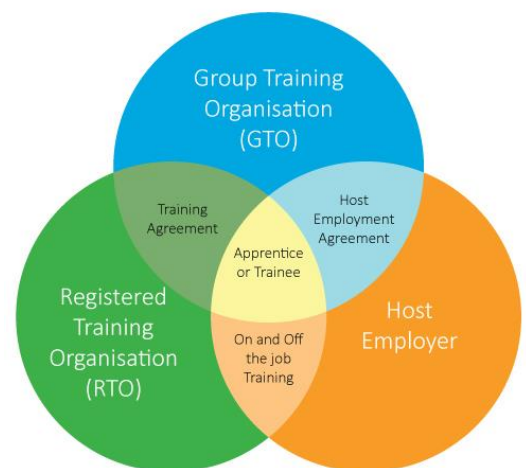 Group Training
Organisation
(GTO)
Training
Agreement
Host
Employment
Agreement
Apprentice
or Trainee
Registered
Training
Organisation
(RTO)
On and Off
the job
Training
Host
Employer